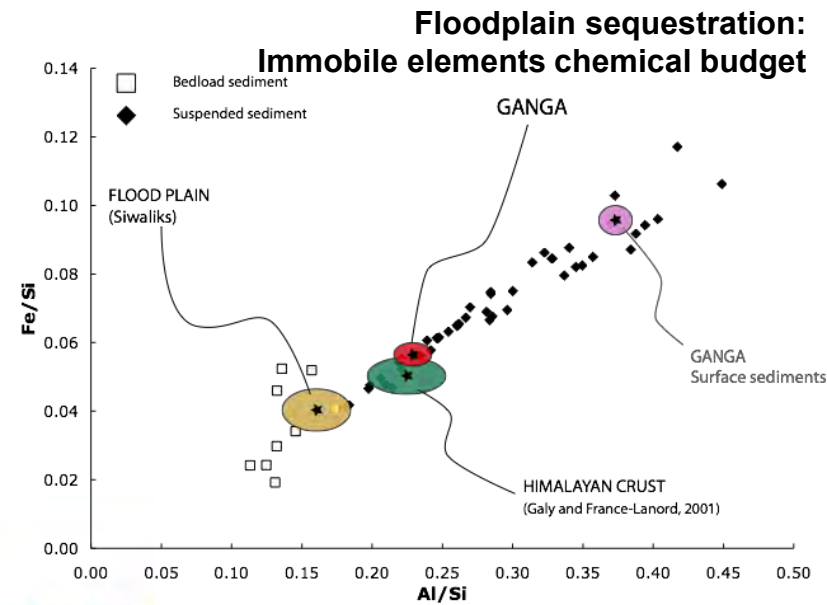 Floodplain sequestration:
Immobile elements chemical budget
Bedload sediment
Suspended sediment
GANGA
FLOOD PLAIN
(Siwaliks)
GANGA
Surface sediments
HIMALAYAN CRUST
(Galy and France-Lanord, 2001)
Fe/Si
0.14
0.12
0.10
0.08
0.06
0.04
0.02
0.00
0.00 0.05 0.10 0.15 0.20 0.25 0.30 0.35 0.40 0.45 0.50
Al/Si